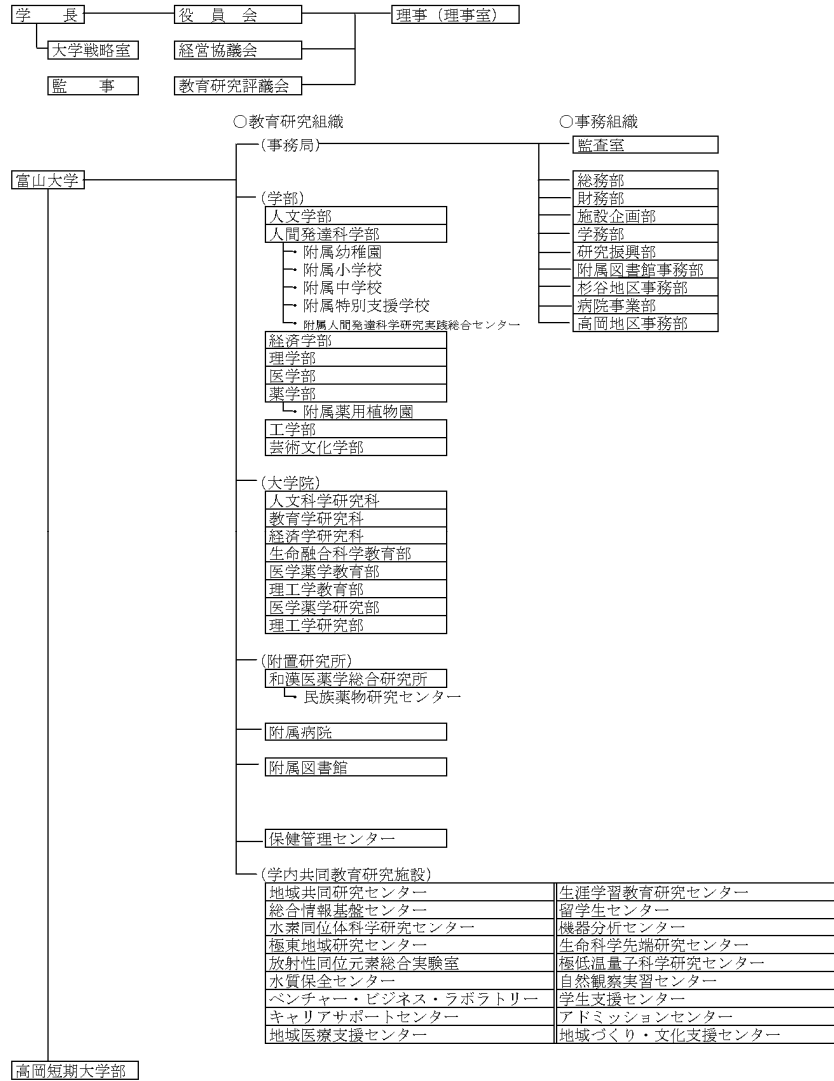 学　長
役　員　会
理事（理事室）
大学戦略室
経営協議会
監　事
教育研究評議会
○教育研究組織
○事務組織
(事務局)
監査室
富山大学
総務部
財務部
施設企画部
学務部
研究振興部
附属図書館事務部
杉谷地区事務部
病院事業部
高岡地区事務部
(学部)
人文学部
人間発達科学部
・附属幼稚園
・附属小学校
・附属中学校
・附属特別支援学校
・附属人間発達科学研究実践総合センター
経済学部
理学部
医学部
薬学部
・附属薬用植物園
工学部
芸術文化学部
(大学院)
人文科学研究科
教育学研究科
経済学研究科
生命融合科学教育部
医学薬学教育部
理工学教育部
医学薬学研究部
理工学研究部
(附置研究所)
和漢医薬学総合研究所
・民族薬物研究センター
附属病院
附属図書館
保健管理センター
(学内共同教育研究施設)
地域共同研究センター
生涯学習教育研究センター
総合情報基盤センター
留学生センター
水素同位体科学研究センター
機器分析センター
極東地域研究センター
生命科学先端研究センター
放射性同位元素総合実験室
極低温量子科学研究センター
水質保全センター
自然観察実習センター
ベンチャー・ビジネス・ラボラトリー
学生支援センター
キャリアサポートセンター
アドミッションセンター
地域医療支援センター
地域づくり・文化支援センター
高岡短期大学部